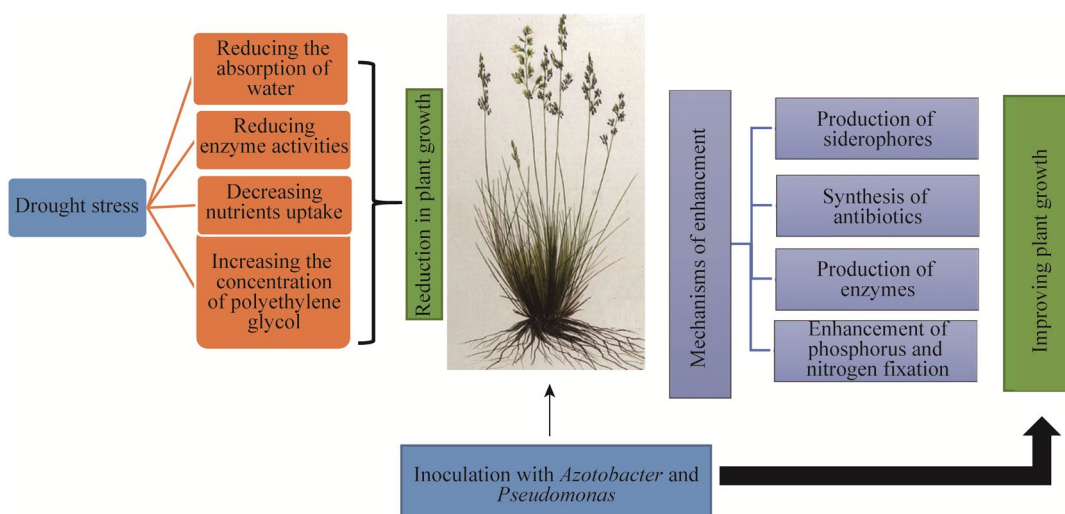 Drought stress
Reducing the
absorption of
water
Reducing
enzyme activities
Decreasing
nutrients uptake
Increasing the
concentration
of polyethylene
glycol
Reduction in plant growth
Mechanisms of enhancment
Production of
siderophores
Synthesis of
antibiotics
Production of
enzymes
Enhancement of
phosphorus and
nitrogen fixation
Improving plant growth
Inoculation with Azotobacter and
Pseudomonas